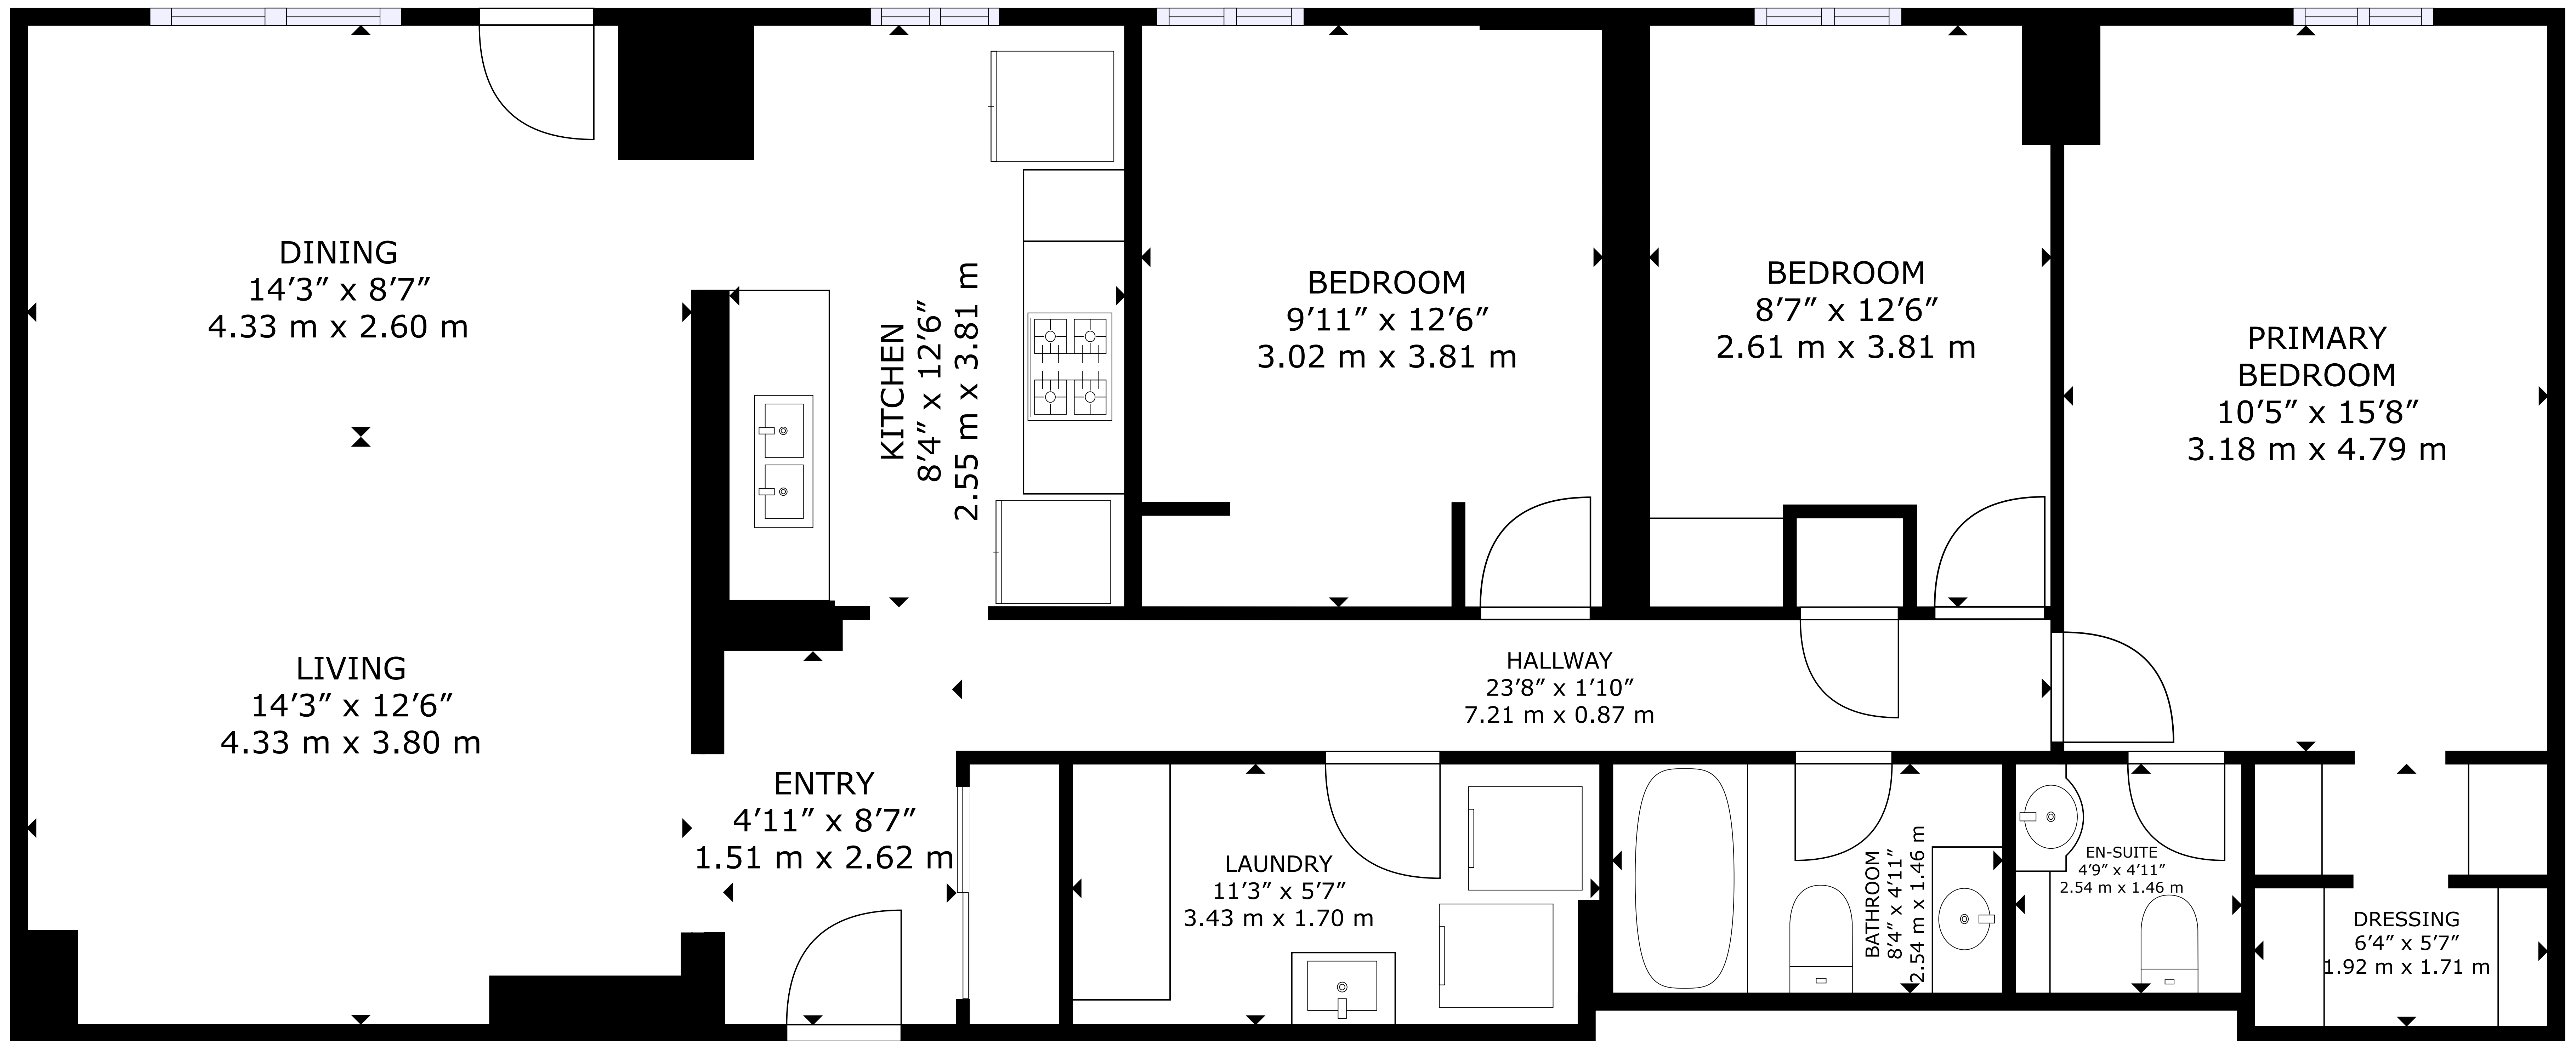 DINING
14′3″ x 8′7″
4.33 m x 2.60 m
LIVING
14′3″ x 12′6″
4.33 m x 3.80 m
KITCHEN
8′4″ x 12′6″
2.55 m x 3.81 m
ENTRY
4′11″ x 8′7″
1.51 m x 2.62 m
BEDROOM
9′11″ x 12′6″
3.02 m x 3.81 m
BEDROOM
8′7″ x 12′6″
2.61 m x 3.81 m
PRIMARY
BEDROOM
10′5″ x 15′8″
3.18 m x 4.79 m
HALLWAY
23′8″ x 1′10″
7.21 m x 0.87 m
LAUNDRY
11′3″ x 5′7″
3.43 m x 1.70 m
BATHROOM
8′4″ x 4′11″
2.54 m x 1.46 m
EN-SUITE
4′9″ x 4′11″
2.54 m x 1.46 m
DRESSING
6′4″ x 5′7″
1.92 m x 1.71 m